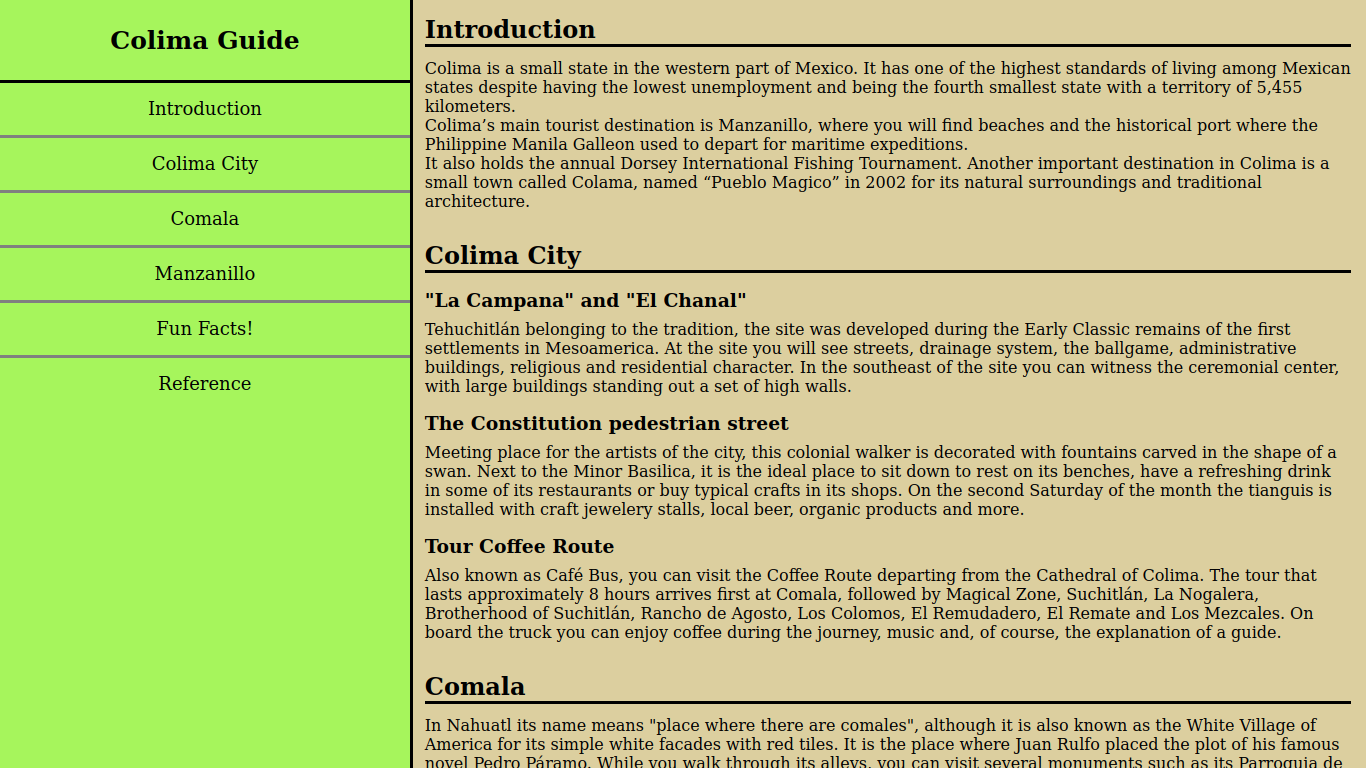 Colima Guide
Introduction
Colima City
Comala
Manzanillo
Fun Facts!
Reference
Introduction
Colima is a small state in the western part of Mexico. It has one of the highest standards of living among Mexican
states despite having the lowest unemployment and being the fourth smallest state with a territory of 5,455
kilometers.
Colima’s main tourist destination is Manzanillo, where you will find beaches and the historical port where the
Philippine Manila Galleon used to depart for maritime expeditions.
It also holds the annual Dorsey International Fishing Tournament. Another important destination in Colima is a
small town called Colama, named “Pueblo Magico” in 2002 for its natural surroundings and traditional
architecture.
Colima City
"La Campana" and "El Chanal"
Tehuchitlán belonging to the tradition, the site was developed during the Early Classic remains of the first
settlements in Mesoamerica. At the site you will see streets, drainage system, the ballgame, administrative
buildings, religious and residential character. In the southeast of the site you can witness the ceremonial center,
with large buildings standing out a set of high walls.
The Constitution pedestrian street
Meeting place for the artists of the city, this colonial walker is decorated with fountains carved in the shape of a
swan. Next to the Minor Basilica, it is the ideal place to sit down to rest on its benches, have a refreshing drink
in some of its restaurants or buy typical crafts in its shops. On the second Saturday of the month the tianguis is
installed with craft jewelery stalls, local beer, organic products and more.
Tour Coffee Route
Also known as Café Bus, you can visit the Coffee Route departing from the Cathedral of Colima. The tour that
lasts approximately 8 hours arrives first at Comala, followed by Magical Zone, Suchitlán, La Nogalera,
Brotherhood of Suchitlán, Rancho de Agosto, Los Colomos, El Remudadero, El Remate and Los Mezcales. On
board the truck you can enjoy coffee during the journey, music and, of course, the explanation of a guide.
Comala
In Nahuatl its name means "place where there are comales", although it is also known as the White Village of
America for its simple white facades with red tiles. It is the place where Juan Rulfo placed the plot of his famous
novel Pedro Páramo. While you walk through its alleys, you can visit several monuments such as its Parroquia de